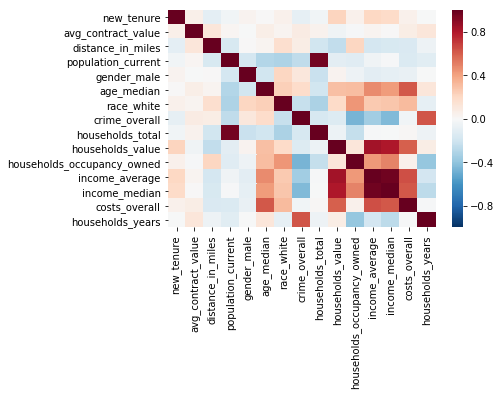 new_tenure
avg_contract_value
distance_in_miles
population_current
gender_male
age_median
race_white
crime_overall
households_total
households_value
households_occupancy_owned
income_average
income_median
costs_overall
households_years
new_tenure
avg_contract_value
distance_in_miles
population_current
gender_male
age_median
race_white
crime_overall
households_total
households_value
households_occupancy_owned
income_average
income_median
costs_overall
households_years
0.8
0.4
0.0
−0.4
−0.8